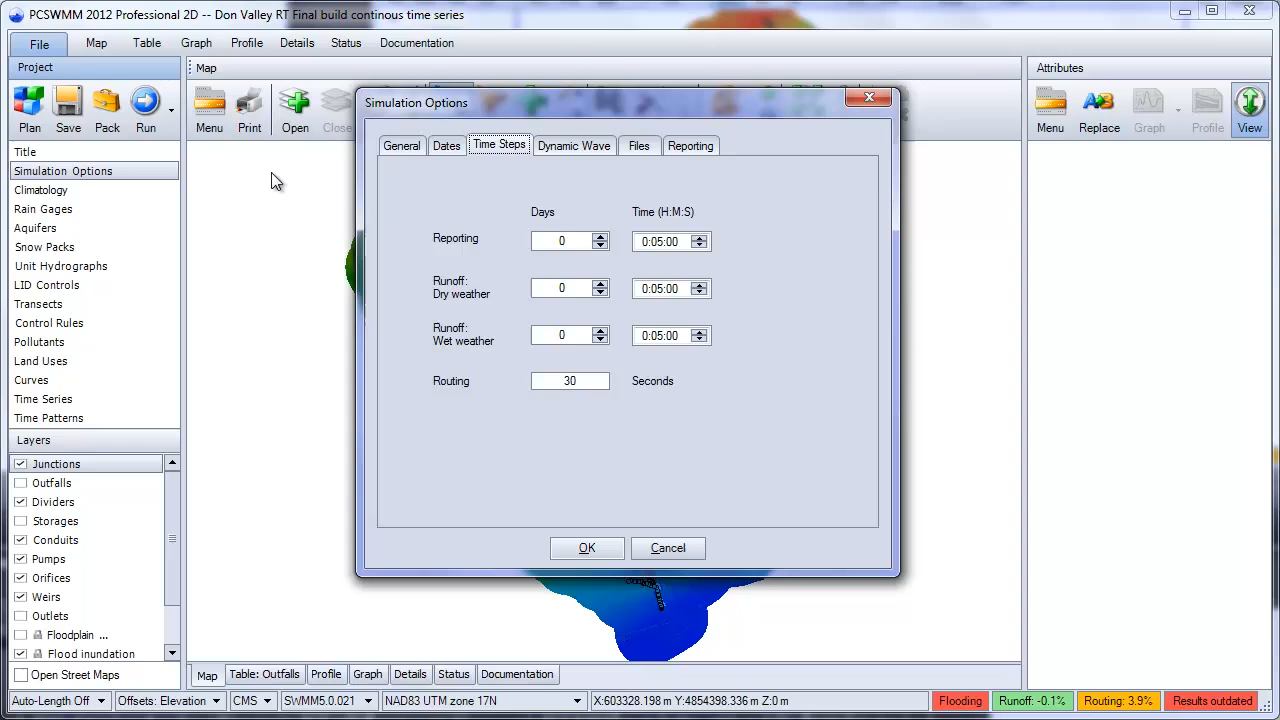 PCSWMM 2012 Professional 2D -- Don Valley RT Final build continous time series
File Map Table Graph Profile Details Status Documentation
Project
Map
Attributes
Plan Save Pack Run
Menu Print Open Close
Menu Replace Graph Profile View
Title
Simulation Options
Climatology
Rain Gages
Aquifers
Snow Packs
Unit Hydrographs
LID Controls
Transects
Control Rules
Pollutants
Land Uses
Curves
Time Series
Time Patterns
Layers
Junctions
Outfalls
Dividers
Storages
Conduits
Pumps
Orifices
Weirs
Outlets
Floodplain ...
Flood inundation
Open Street Maps
Simulation Options
General Dates Time Steps Dynamic Wave Files Reporting
Days Time (H:M:S)
Reporting 0 0:05:00
Runoff:
Dry weather 0 0:05:00
Runoff:
Wet weather 0 0:05:00
Routing 30 Seconds
OK Cancel
Map Table: Outfalls Profile Graph Details Status Documentation
Auto-Length Off Offsets: Elevation CMS SWMM5.0.021 NAD83 UTM zone 17N X:603328.198 m Y:4854398.336 m Z:0 m Flooding Runoff: -0.1% Routing: 3.9% Results outdated